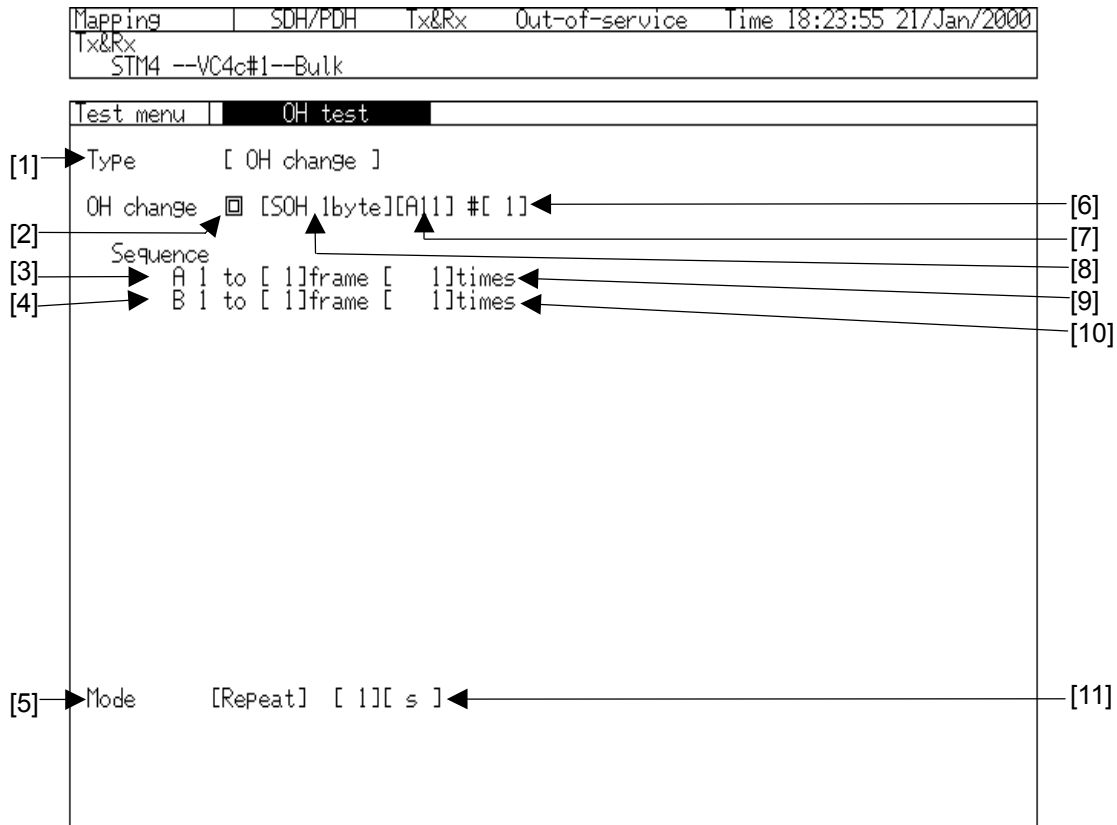 Mapping SDH/PDH Tx&Rx Out-of-service Time 18:23:55 21/Jan/2000
Tx&Rx
STM4 --VC4c#1--Bulk
Test menu OH test
[1] Type [ OH change ]
OH change [SOH 1byte][A11] #[ 1] [6]
[2] [7]
Sequence [8]
[3] A 1 to [ 1]frame [ 1]times [9]
[4] B 1 to [ 1]frame [ 1]times [10]
[5] Mode [Repeat] [ 1][ s ] [11]